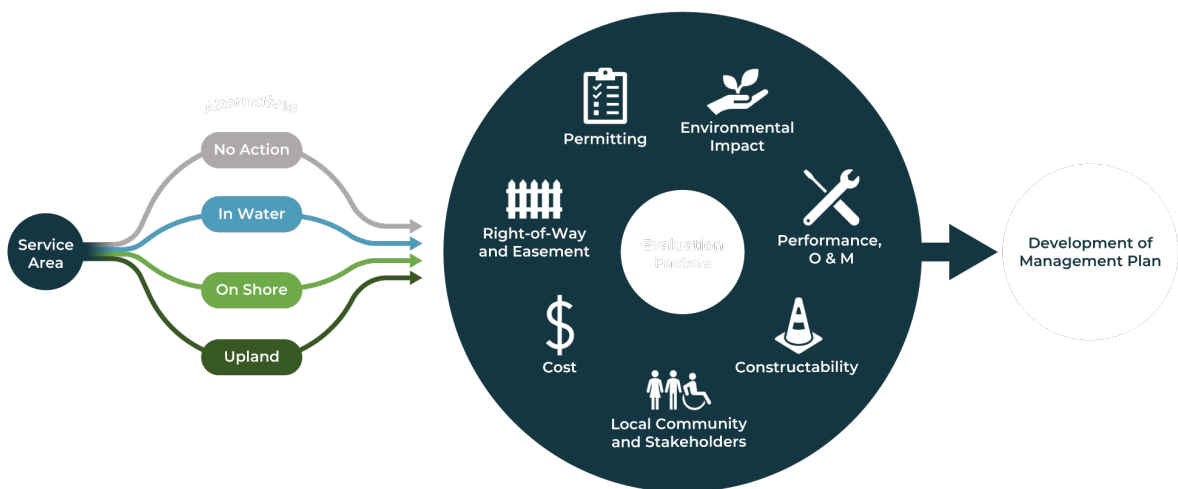 Alternatives
No Action
In Water
On Shore
Upland
Service
Area
Permitting
Environmental
Impact
Right-of-Way
and Easement
Evaluation
Factors
Performance,
O & M
Cost
Constructability
Local Community
and Stakeholders
Development of
Management Plan